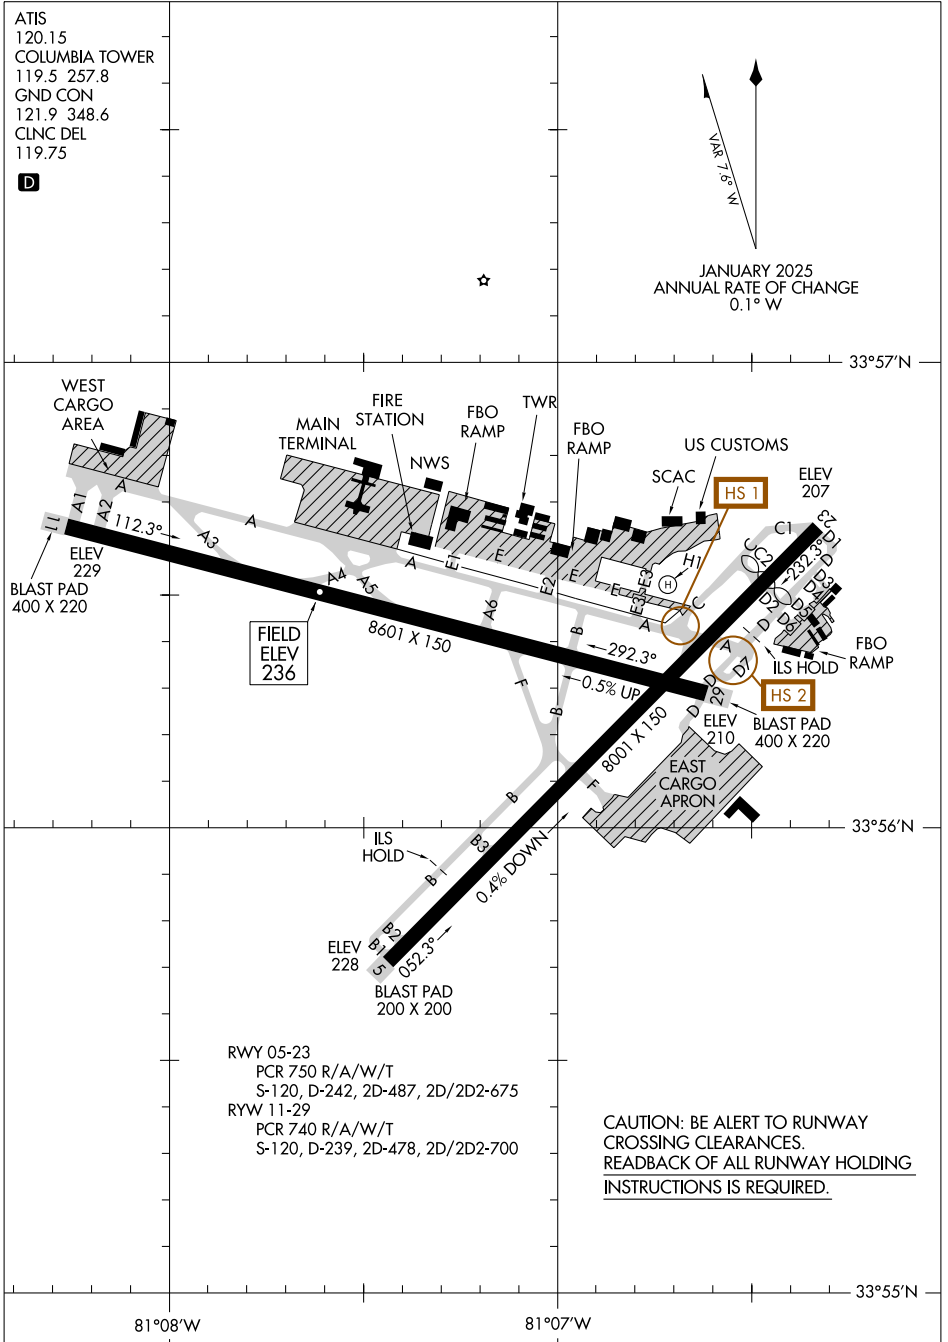 ATIS
120.15
COLUMBIA TOWER
119.5 257.8
GND CON
121.9 348.6
CLNC DEL
119.75
D
VAR 7.6° W
JANUARY 2025
ANNUAL RATE OF CHANGE
0.1° W
33°57'N
WEST
CARGO
AREA
MAIN
TERMINAL
FIRE
STATION
NWS
FBO
RAMP
TWR
FBO
RAMP
SCAC
US CUSTOMS
HS 1
ELEV
207
23
A
A1
A2
11
112.3°
ELEV
229
BLAST PAD
400 X 220
A3
A
A4
A5
A
E1
E
E2
E
E
E3
E3
H1
H
A6
A
C
C
C2
C1
D1
232.3°
D3
D4
D5
D2
D6
D
D
ILS HOLD
FBO
RAMP
FIELD
ELEV
236
8601 X 150
B
292.3°
0.5% UP
A
D7
D
D
29
HS 2
ELEV
210
BLAST PAD
400 X 220
F
B
8001 X 150
EAST
CARGO
APRON
F
B
33°56'N
ILS
HOLD
B3
B
0.4% DOWN
B2
B1
5
052.3°
ELEV
228
BLAST PAD
200 X 200
RWY 05-23
PCR 750 R/A/W/T
S-120, D-242, 2D-487, 2D/2D2-675
RYW 11-29
PCR 740 R/A/W/T
S-120, D-239, 2D-478, 2D/2D2-700
CAUTION: BE ALERT TO RUNWAY
CROSSING CLEARANCES.
READBACK OF ALL RUNWAY HOLDING
INSTRUCTIONS IS REQUIRED.
33°55'N
81°08'W
81°07'W